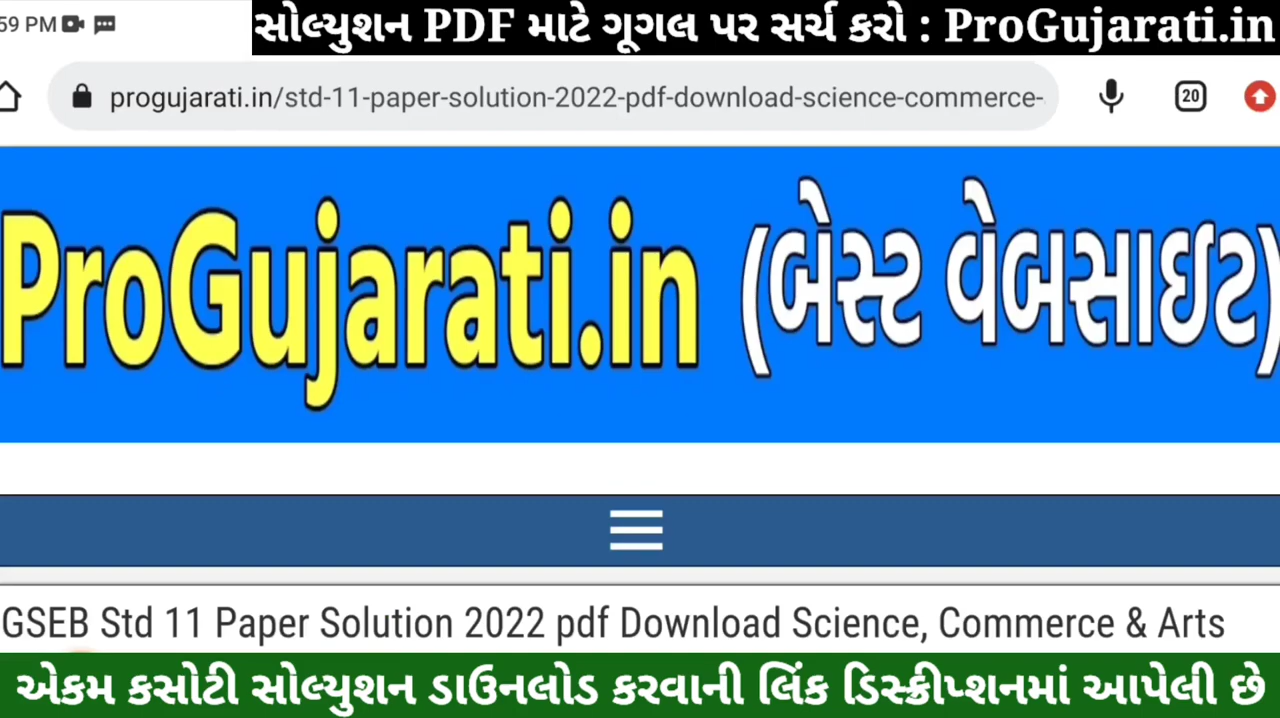 59 PM
સોલ્યુશન PDF માટે ગૂગલ પર સર્ચ કરો : ProGujarati.in
progujarati.in/std-11-paper-solution-2022-pdf-download-science-commerce-
20
ProGujarati.in (બેસ્ટ વેબસાઈટ)
GSEB Std 11 Paper Solution 2022 pdf Download Science, Commerce & Arts
એકમ કસોટી સોલ્યુશન ડાઉનલોડ કરવાની લિંક ડિસ્ક્રીપ્શનમાં આપેલી છે